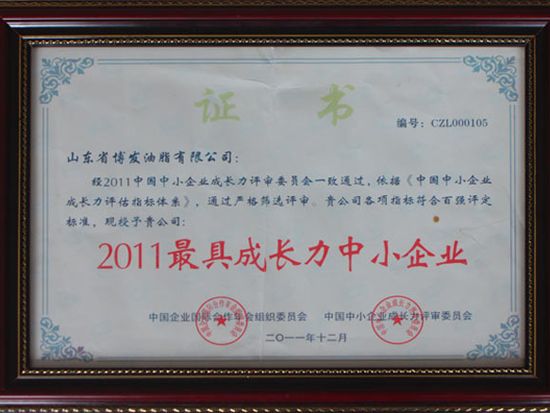 证 书
编号：CZL000105
山东省博发油脂有限公司：
经2011中国中小企业成长力评审委员会一致通过，依据《中国中小企业
成长力评估指标体系》，通过严格筛选评审。贵公司各项指标符合百强评定
标准，现授予贵公司：
2011最具成长力中小企业
中国企业国际合作年会组织委员会 中国中小企业成长力评审委员会
二〇一一年十二月